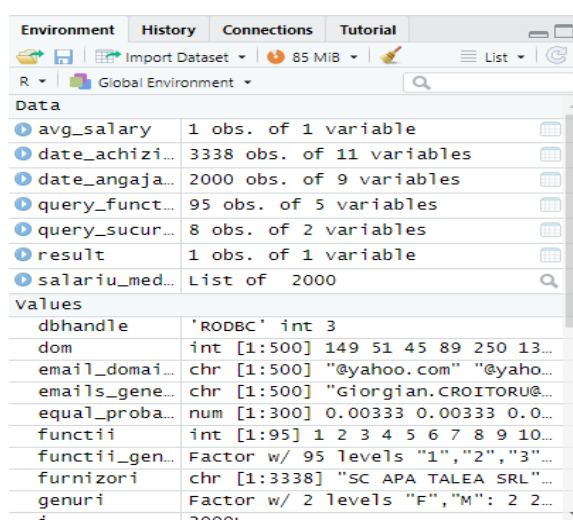 Environment History Connections Tutorial
Import Dataset 85 MiB List
R Global Environment
Data
avg_salary 1 obs. of 1 variable
date_achizi… 3338 obs. of 11 variables
date_angaja… 2000 obs. of 9 variables
query_funct… 95 obs. of 5 variables
query_sucur… 8 obs. of 2 variables
result 1 obs. of 1 variable
salariu_med… List of 2000
Values
dbhandle 'RODBC' int 3
dom int [1:500] 149 51 45 89 250 13…
email_domai… chr [1:500] "@yahoo.com" "@yaho…
emails_gene… chr [1:500] "Giorgian.CROITORU@…
equal_proba… num [1:300] 0.00333 0.00333 0.0…
functii int [1:95] 1 2 3 4 5 6 7 8 9 10…
functii_gen… Factor w/ 95 levels "1","2","3"…
furnizori chr [1:3338] "SC APA TALEA SRL"…
genuri Factor w/ 2 levels "F","M": 2 2…